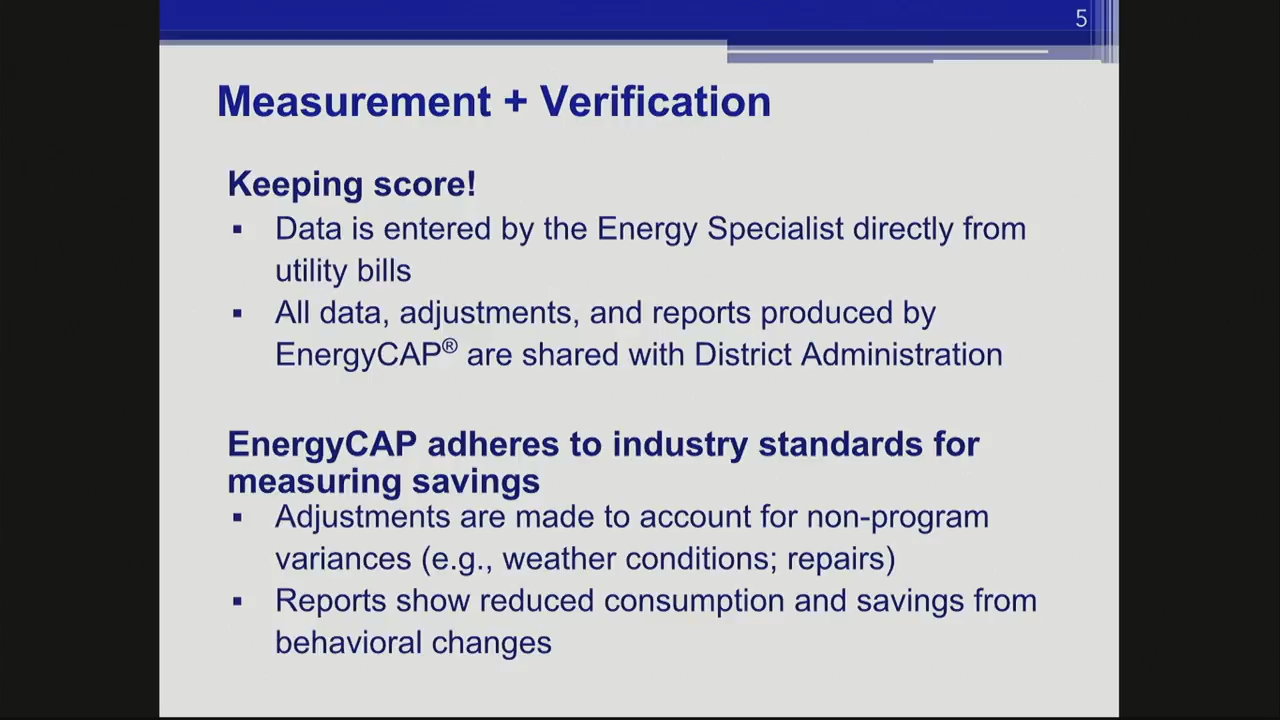 5
Measurement + Verification
Keeping score!
▪ Data is entered by the Energy Specialist directly from
utility bills
▪ All data, adjustments, and reports produced by
EnergyCAP® are shared with District Administration
EnergyCAP adheres to industry standards for
measuring savings
▪ Adjustments are made to account for non-program
variances (e.g., weather conditions; repairs)
▪ Reports show reduced consumption and savings from
behavioral changes